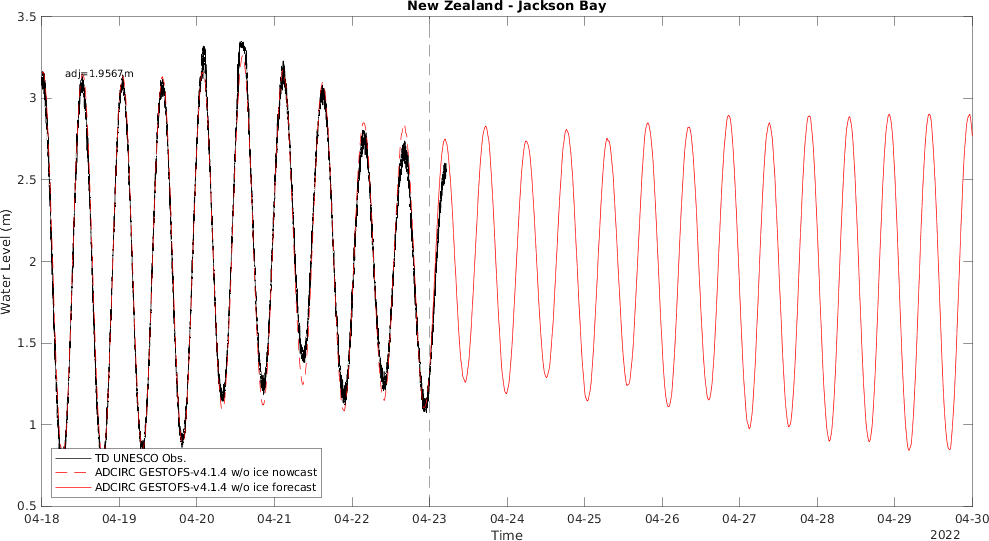 New Zealand - Jackson Bay
3.5
3
2.5
2
1.5
1
0.5
Water Level (m)
adj=1.9567m
TD UNESCO Obs.
ADCIRC GESTOFS-v4.1.4 w/o ice nowcast
ADCIRC GESTOFS-v4.1.4 w/o ice forecast
04-18 04-19 04-20 04-21 04-22 04-23 04-24 04-25 04-26 04-27 04-28 04-29 04-30
Time
2022